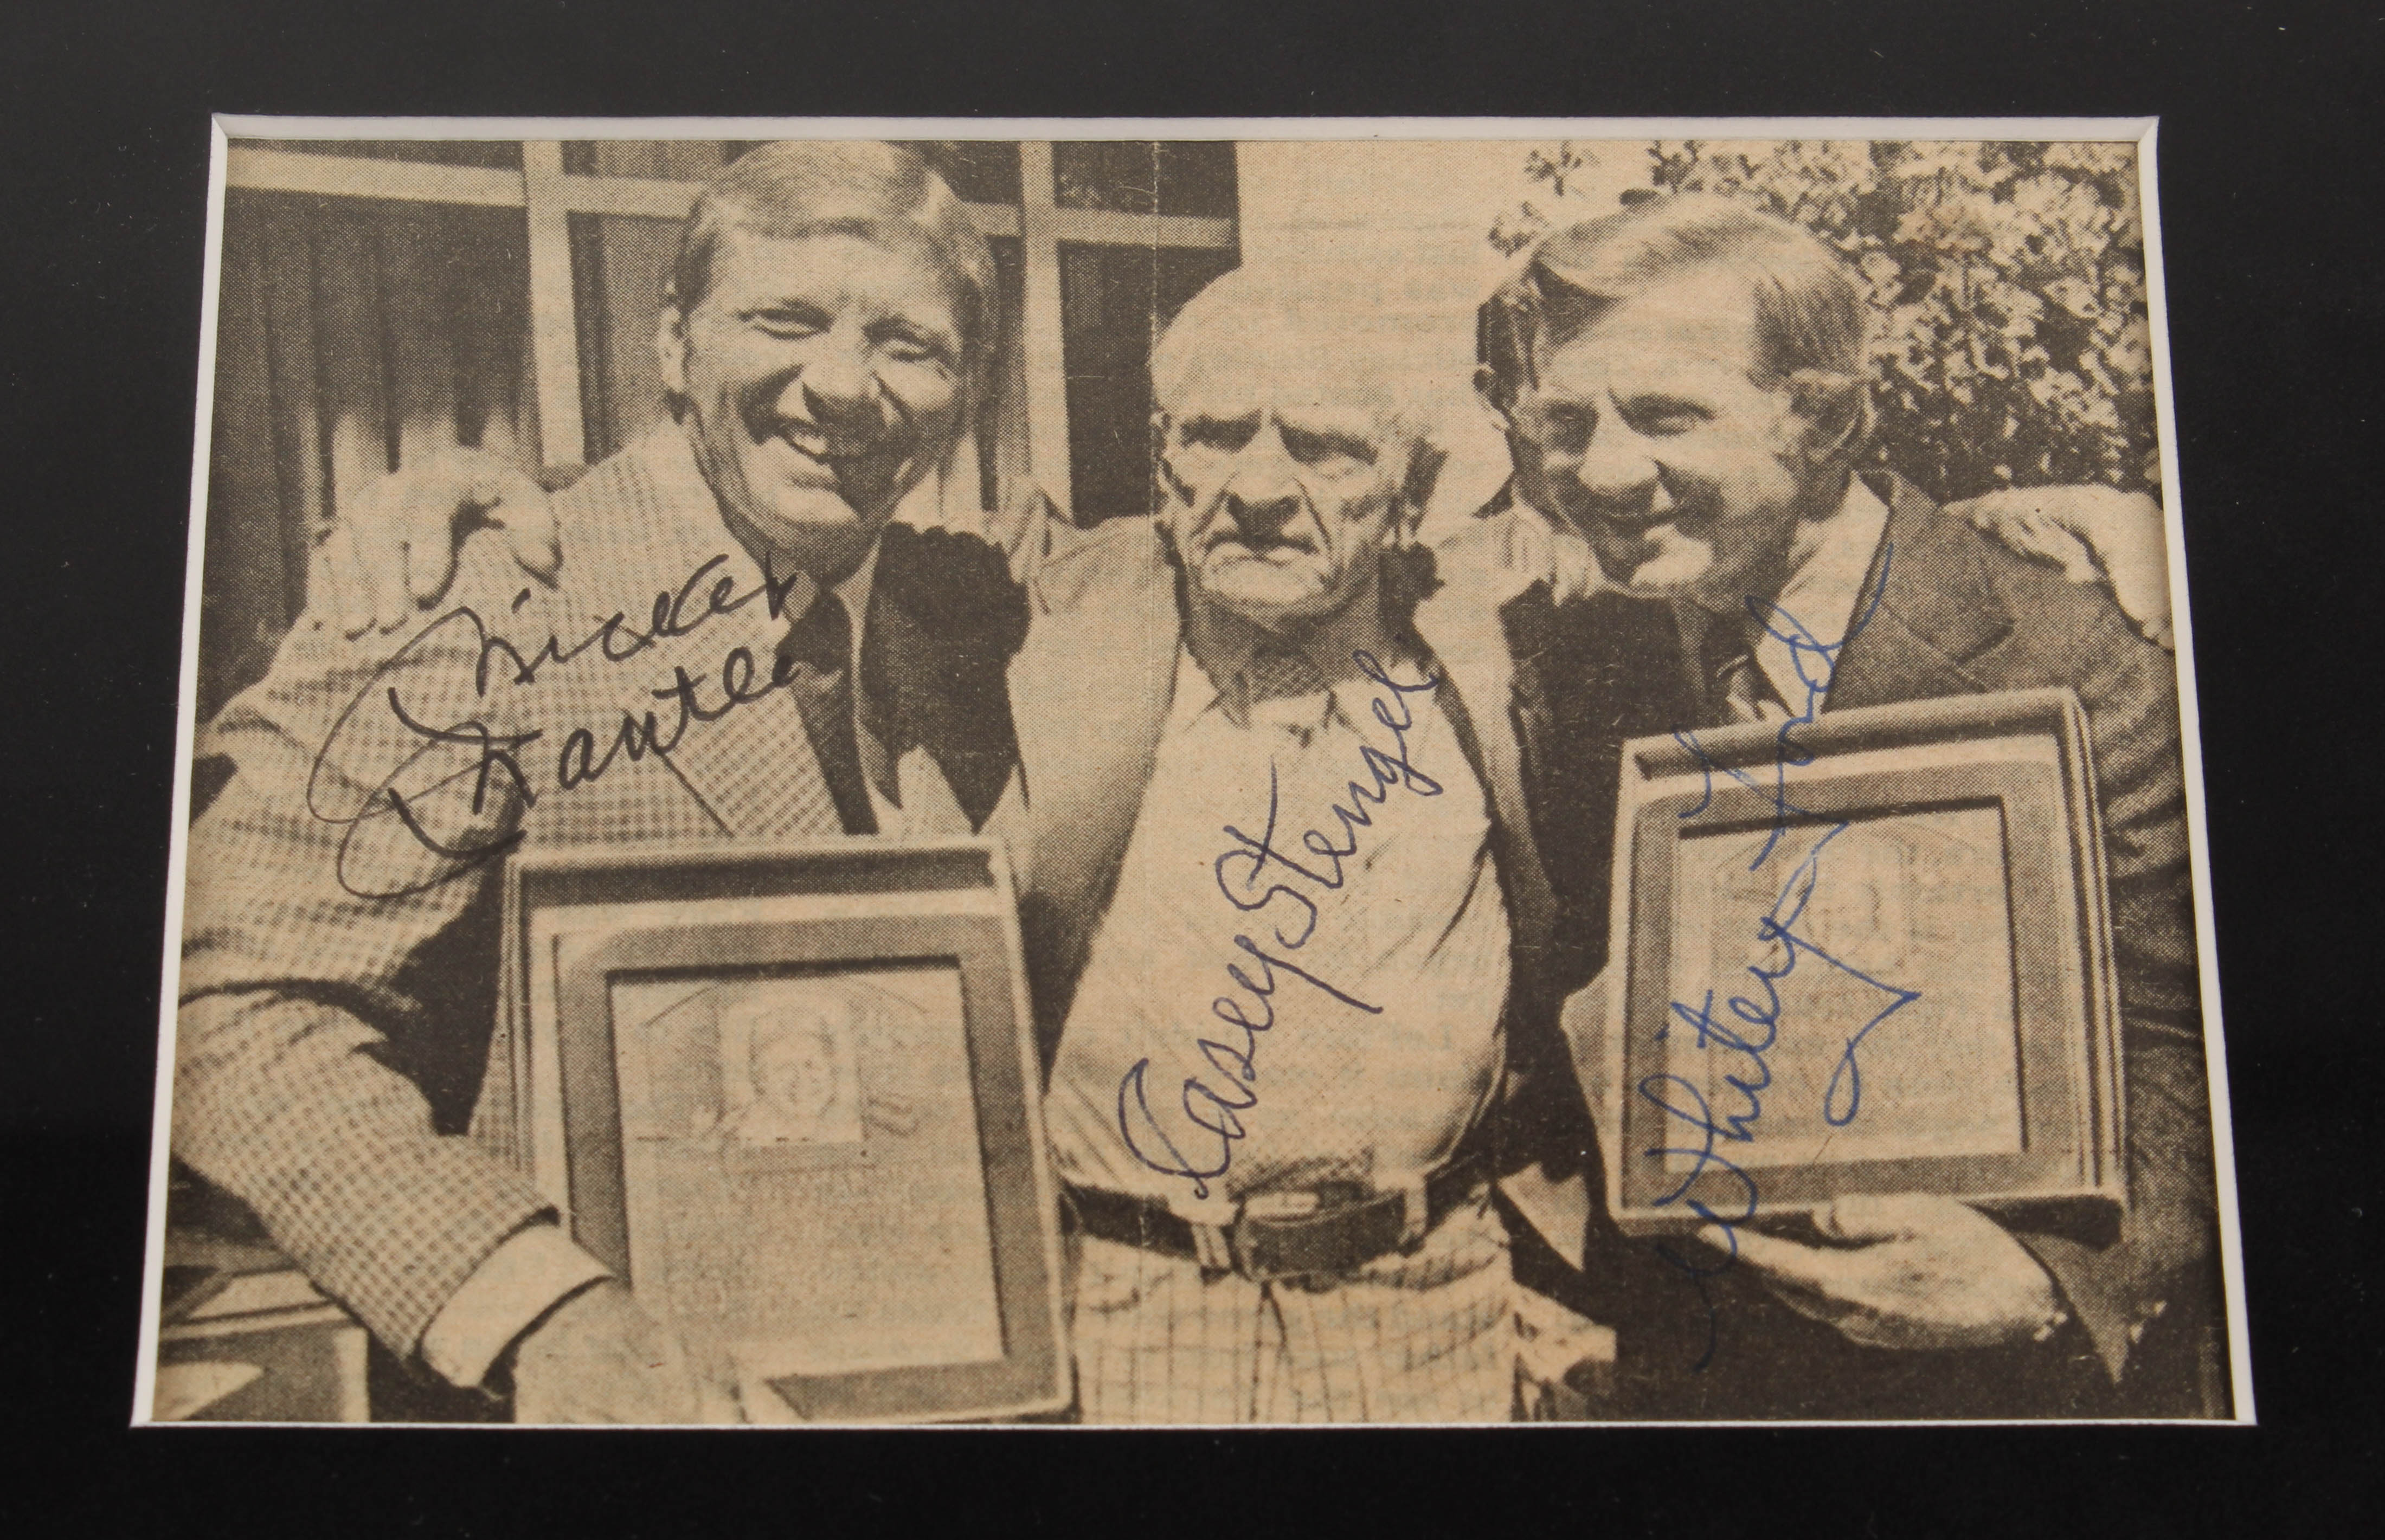 Mickey
Mantle
Casey Stengel
Whitey Ford